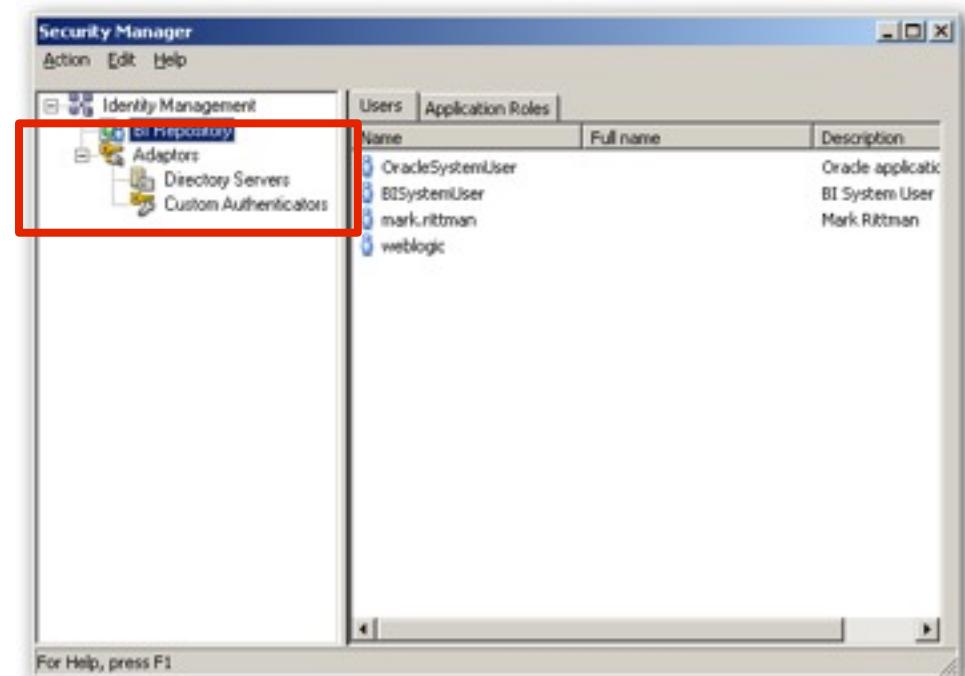 Security Manager
Action Edit Help
Identity Management
BI Repository
Adaptors
Directory Servers
Custom Authenticators
Users Application Roles
Name Full name Description
OracleSystemUser Oracle applicatic
BISystemUser BI System User
mark.rittman Mark Rittman
weblogic
For Help, press F1